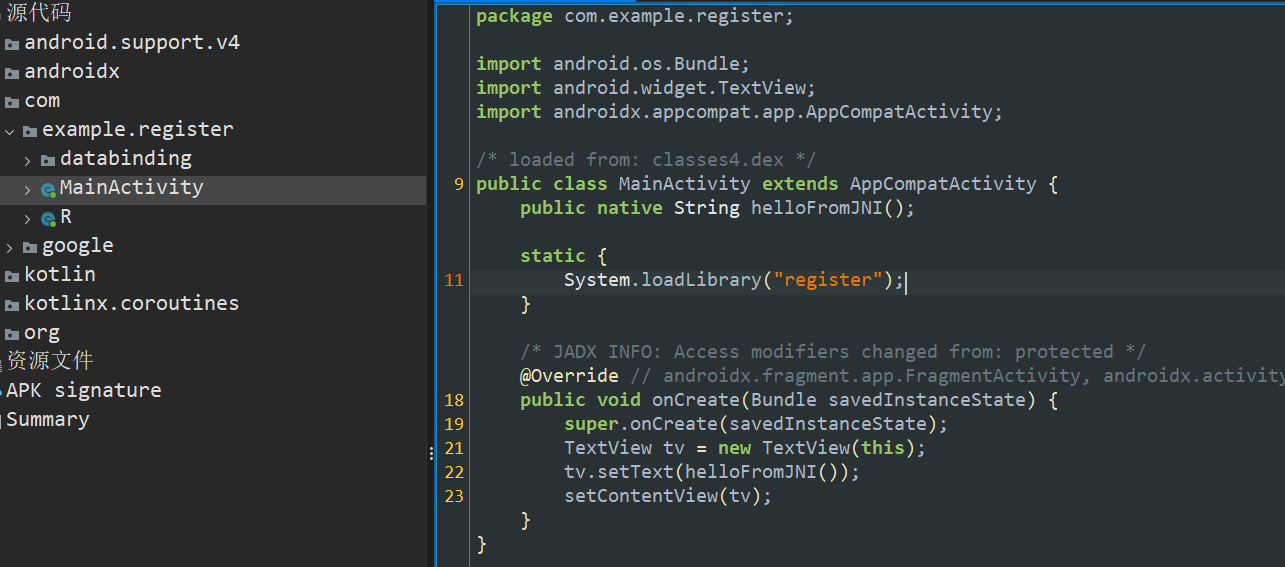 源代码
android.support.v4
androidx
com
example.register
databinding
MainActivity
R
google
kotlin
kotlinx.coroutines
org
资源文件
APK signature
Summary
package com.example.register;
import android.os.Bundle;
import android.widget.TextView;
import androidx.appcompat.app.AppCompatActivity;
/* loaded from: classes4.dex */
9 public class MainActivity extends AppCompatActivity {
public native String helloFromJNI();
static {
11 System.loadLibrary("register");
}
/* JADX INFO: Access modifiers changed from: protected */
@Override // androidx.fragment.app.FragmentActivity, androidx.activity
18 public void onCreate(Bundle savedInstanceState) {
19 super.onCreate(savedInstanceState);
21 TextView tv = new TextView(this);
22 tv.setText(helloFromJNI());
23 setContentView(tv);
}
}